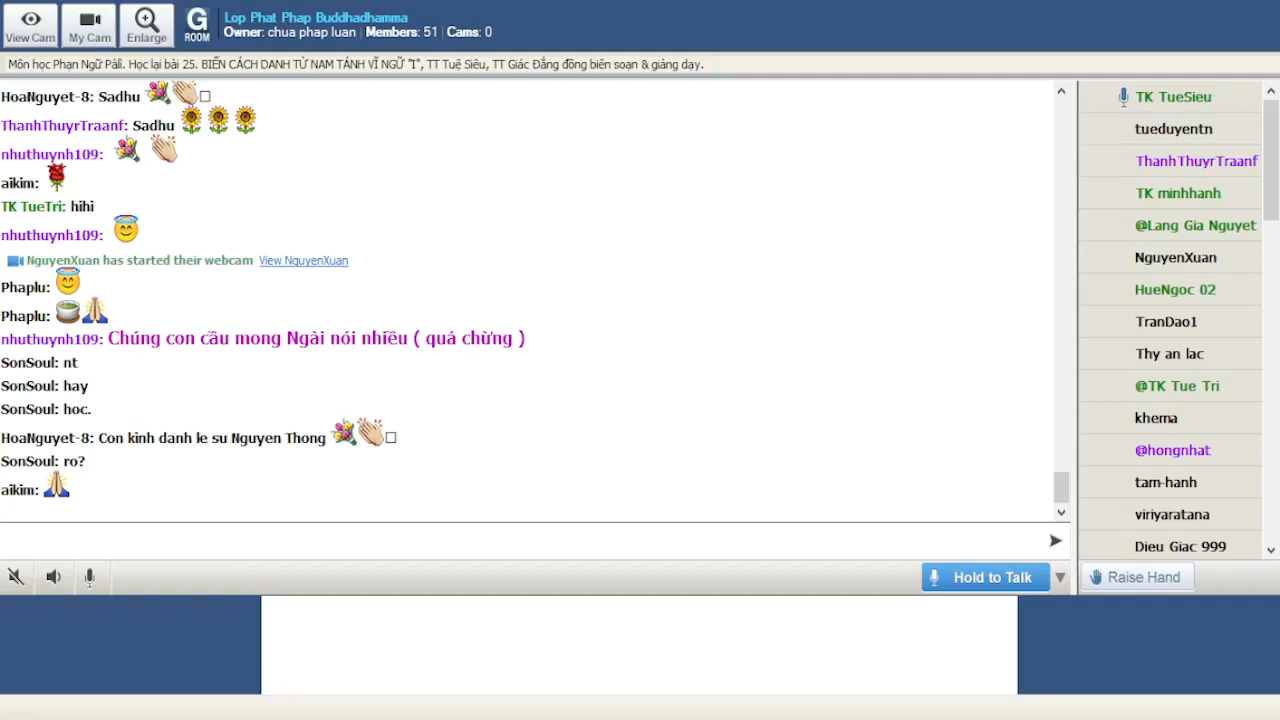 View Cam
My Cam
Enlarge
G
ROOM
Lop Phat Phap Buddhadhamma
Owner: chua phap luan | Members: 51 | Cams: 0
Môn học Phạn Ngữ Pāli. Học lại bài 25. BIẾN CÁCH DANH TỪ NAM TÁNH VĨ NGỮ "I", TT Tuệ Siêu, TT Giác Đẳng đồng biên soạn & giảng dạy.
HoaNguyet-8: Sadhu
ThanhThuyrTraanf: Sadhu
nhuthuynh109:
aikim:
TK TueTri: hihi
nhuthuynh109:
NguyenXuan has started their webcam View NguyenXuan
Phaplu:
Phaplu:
nhuthuynh109: Chúng con cầu mong Ngài nói nhiều ( quá chừng )
SonSoul: nt
SonSoul: hay
SonSoul: hoc.
HoaNguyet-8: Con kinh danh le su Nguyen Thong
SonSoul: ro?
aikim:
Hold to Talk
TK TueSieu
tueduyentn
ThanhThuyrTraanf
TK minhhanh
@Lang Gia Nguyet
NguyenXuan
HueNgoc 02
TranDao1
Thy an lac
@TK Tue Tri
khema
@hongnhat
tam-hanh
viriyaratana
Dieu Giac 999
Raise Hand